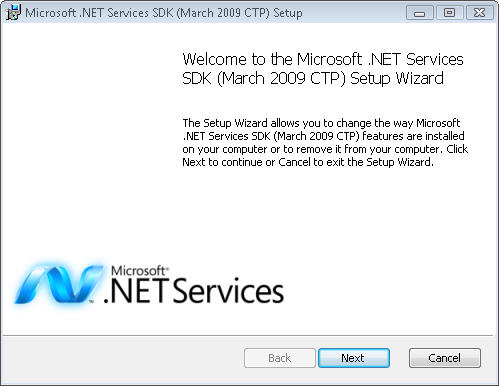 Microsoft .NET Services SDK (March 2009 CTP) Setup
Welcome to the Microsoft .NET Services
SDK (March 2009 CTP) Setup Wizard
The Setup Wizard allows you to change the way Microsoft
.NET Services SDK (March 2009 CTP) features are installed
on your computer or to remove it from your computer. Click
Next to continue or Cancel to exit the Setup Wizard.
Microsoft®
.NET Services
Back Next Cancel